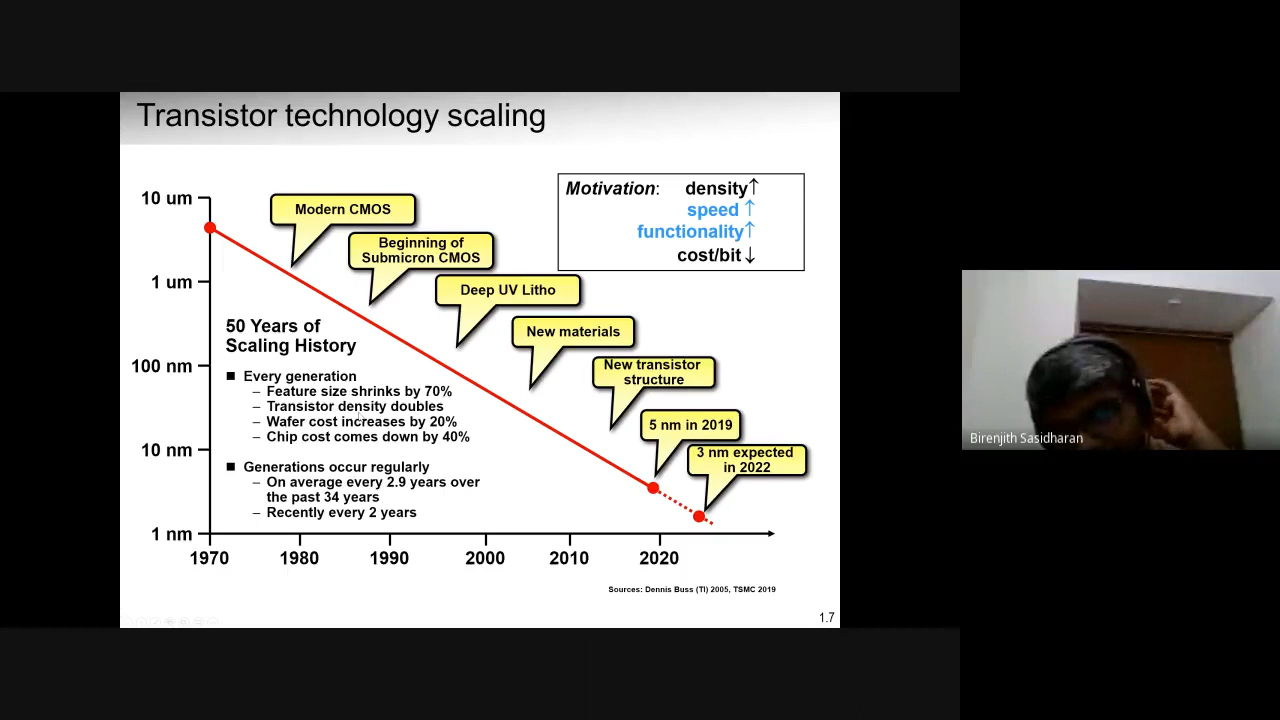 Transistor technology scaling
Motivation: density↑
speed ↑
functionality↑
cost/bit↓
10 um
1 um
100 nm
10 nm
1 nm
Modern CMOS
Beginning of
Submicron CMOS
Deep UV Litho
New materials
New transistor
structure
5 nm in 2019
3 nm expected
in 2022
50 Years of
Scaling History
■ Every generation
– Feature size shrinks by 70%
– Transistor density doubles
– Wafer cost increases by 20%
– Chip cost comes down by 40%
■ Generations occur regularly
– On average every 2.9 years over
the past 34 years
– Recently every 2 years
1970 1980 1990 2000 2010 2020
Sources: Dennis Buss (TI) 2005, TSMC 2019
1.7
Birenjith Sasidharan